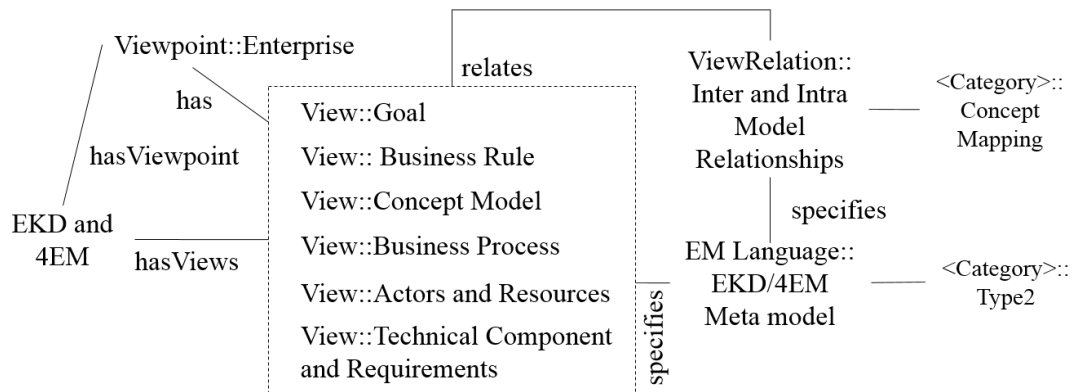 Viewpoint::Enterprise
has
hasViewpoint
EKD and
4EM
hasViews
relates
View::Goal
View:: Business Rule
View::Concept Model
View::Business Process
View::Actors and Resources
View::Technical Component
and Requirements
specifies
ViewRelation::
Inter and Intra
Model
Relationships
<Category>::
Concept
Mapping
specifies
EM Language::
EKD/4EM
Meta model
<Category>::
Type2